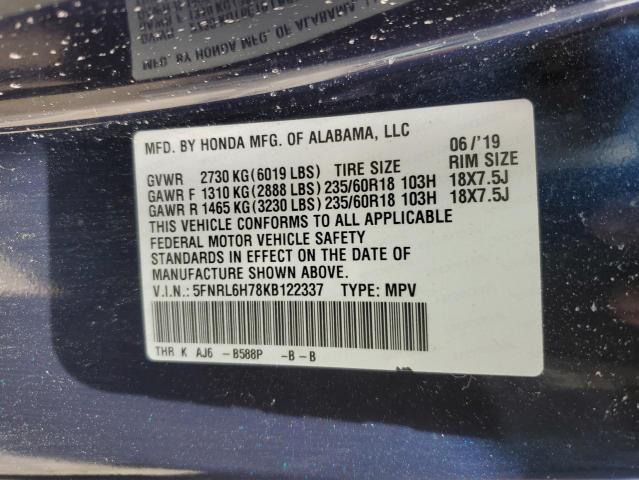 MFD. BY HONDA MFG. OF ALABAMA, LLC 06/'19
GVWR 2730 KG(6019 LBS) TIRE SIZE RIM SIZE
GAWR F 1310 KG(2888 LBS) 235/60R18 103H 18X7.5J
GAWR R 1465 KG(3230 LBS) 235/60R18 103H 18X7.5J
THIS VEHICLE CONFORMS TO ALL APPLICABLE
FEDERAL MOTOR VEHICLE SAFETY
STANDARDS IN EFFECT ON THE DATE OF
MANUFACTURE SHOWN ABOVE.
V.I.N.: 5FNRL6H78KB122337 TYPE: MPV
THR K AJ6 -B588P -B-B